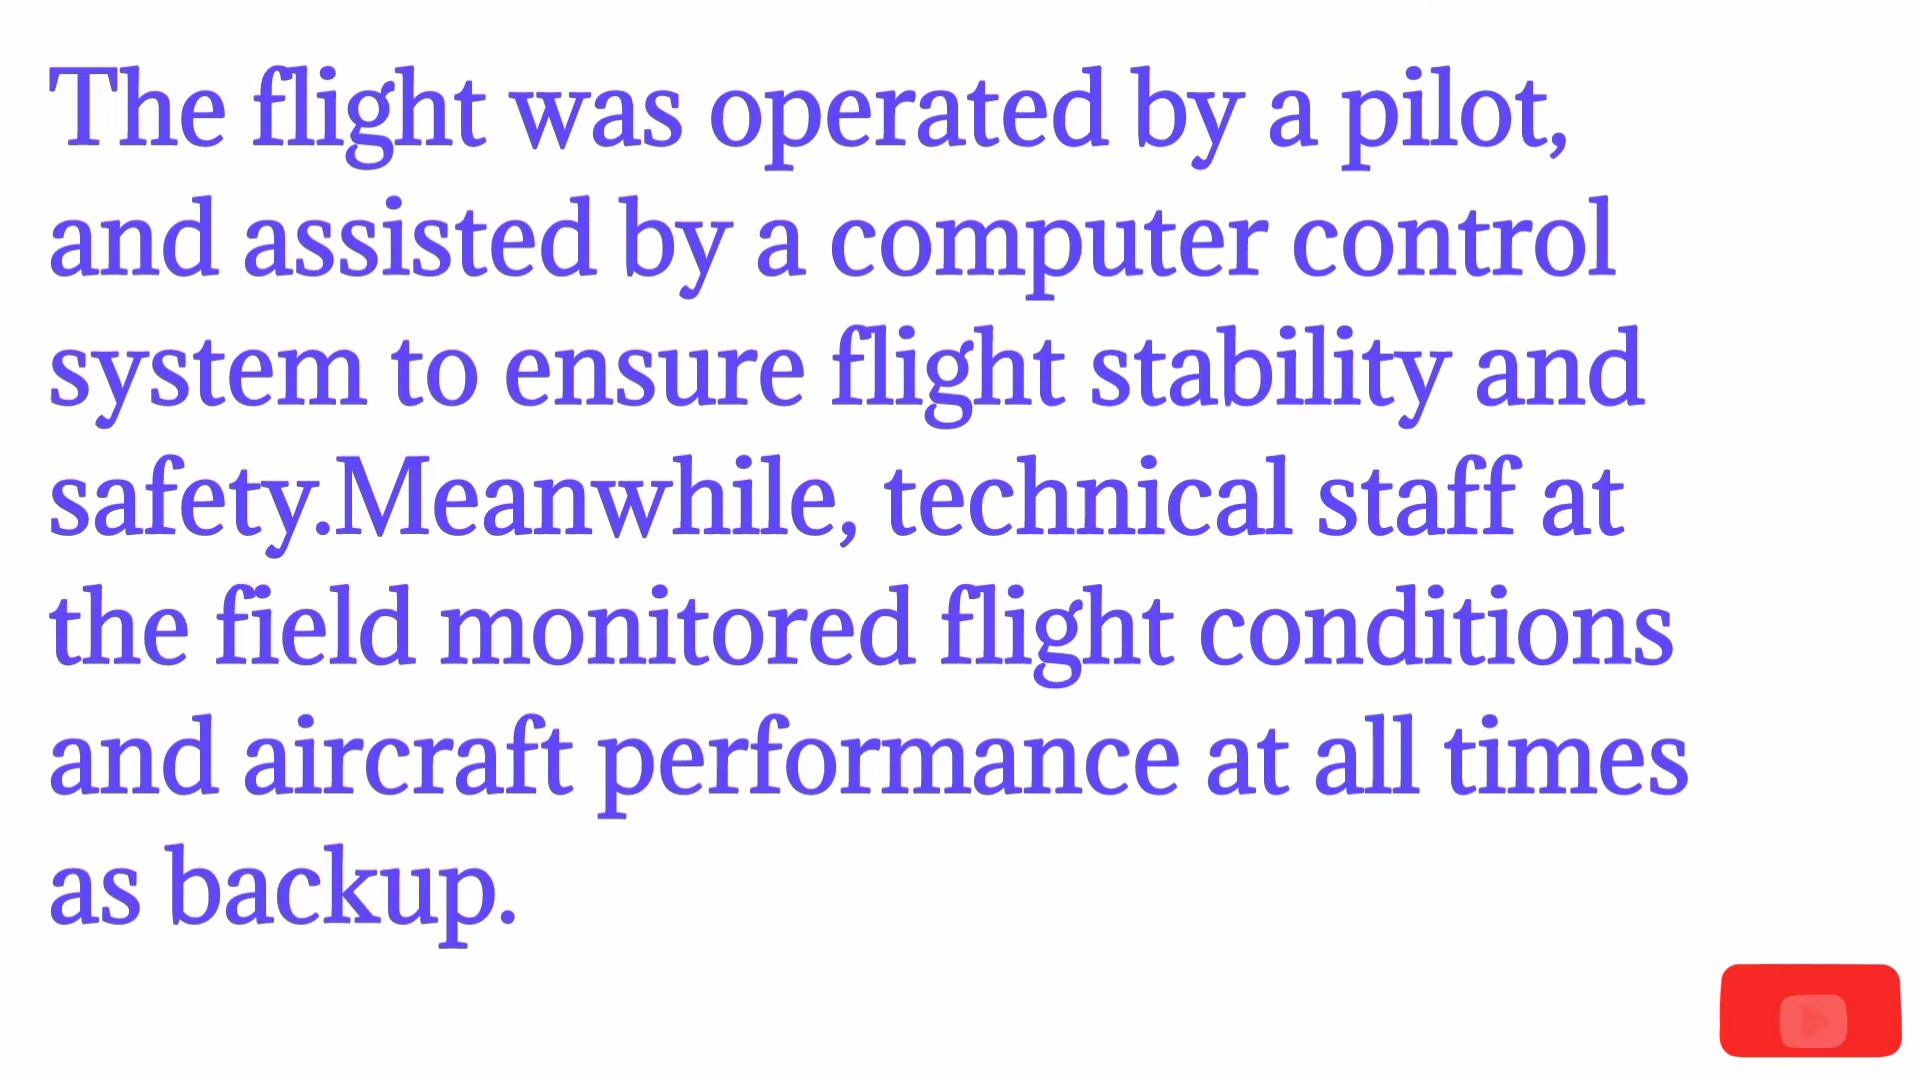 The flight was operated by a pilot,
and assisted by a computer control
system to ensure flight stability and
safety.Meanwhile, technical staff at
the field monitored flight conditions
and aircraft performance at all times
as backup.